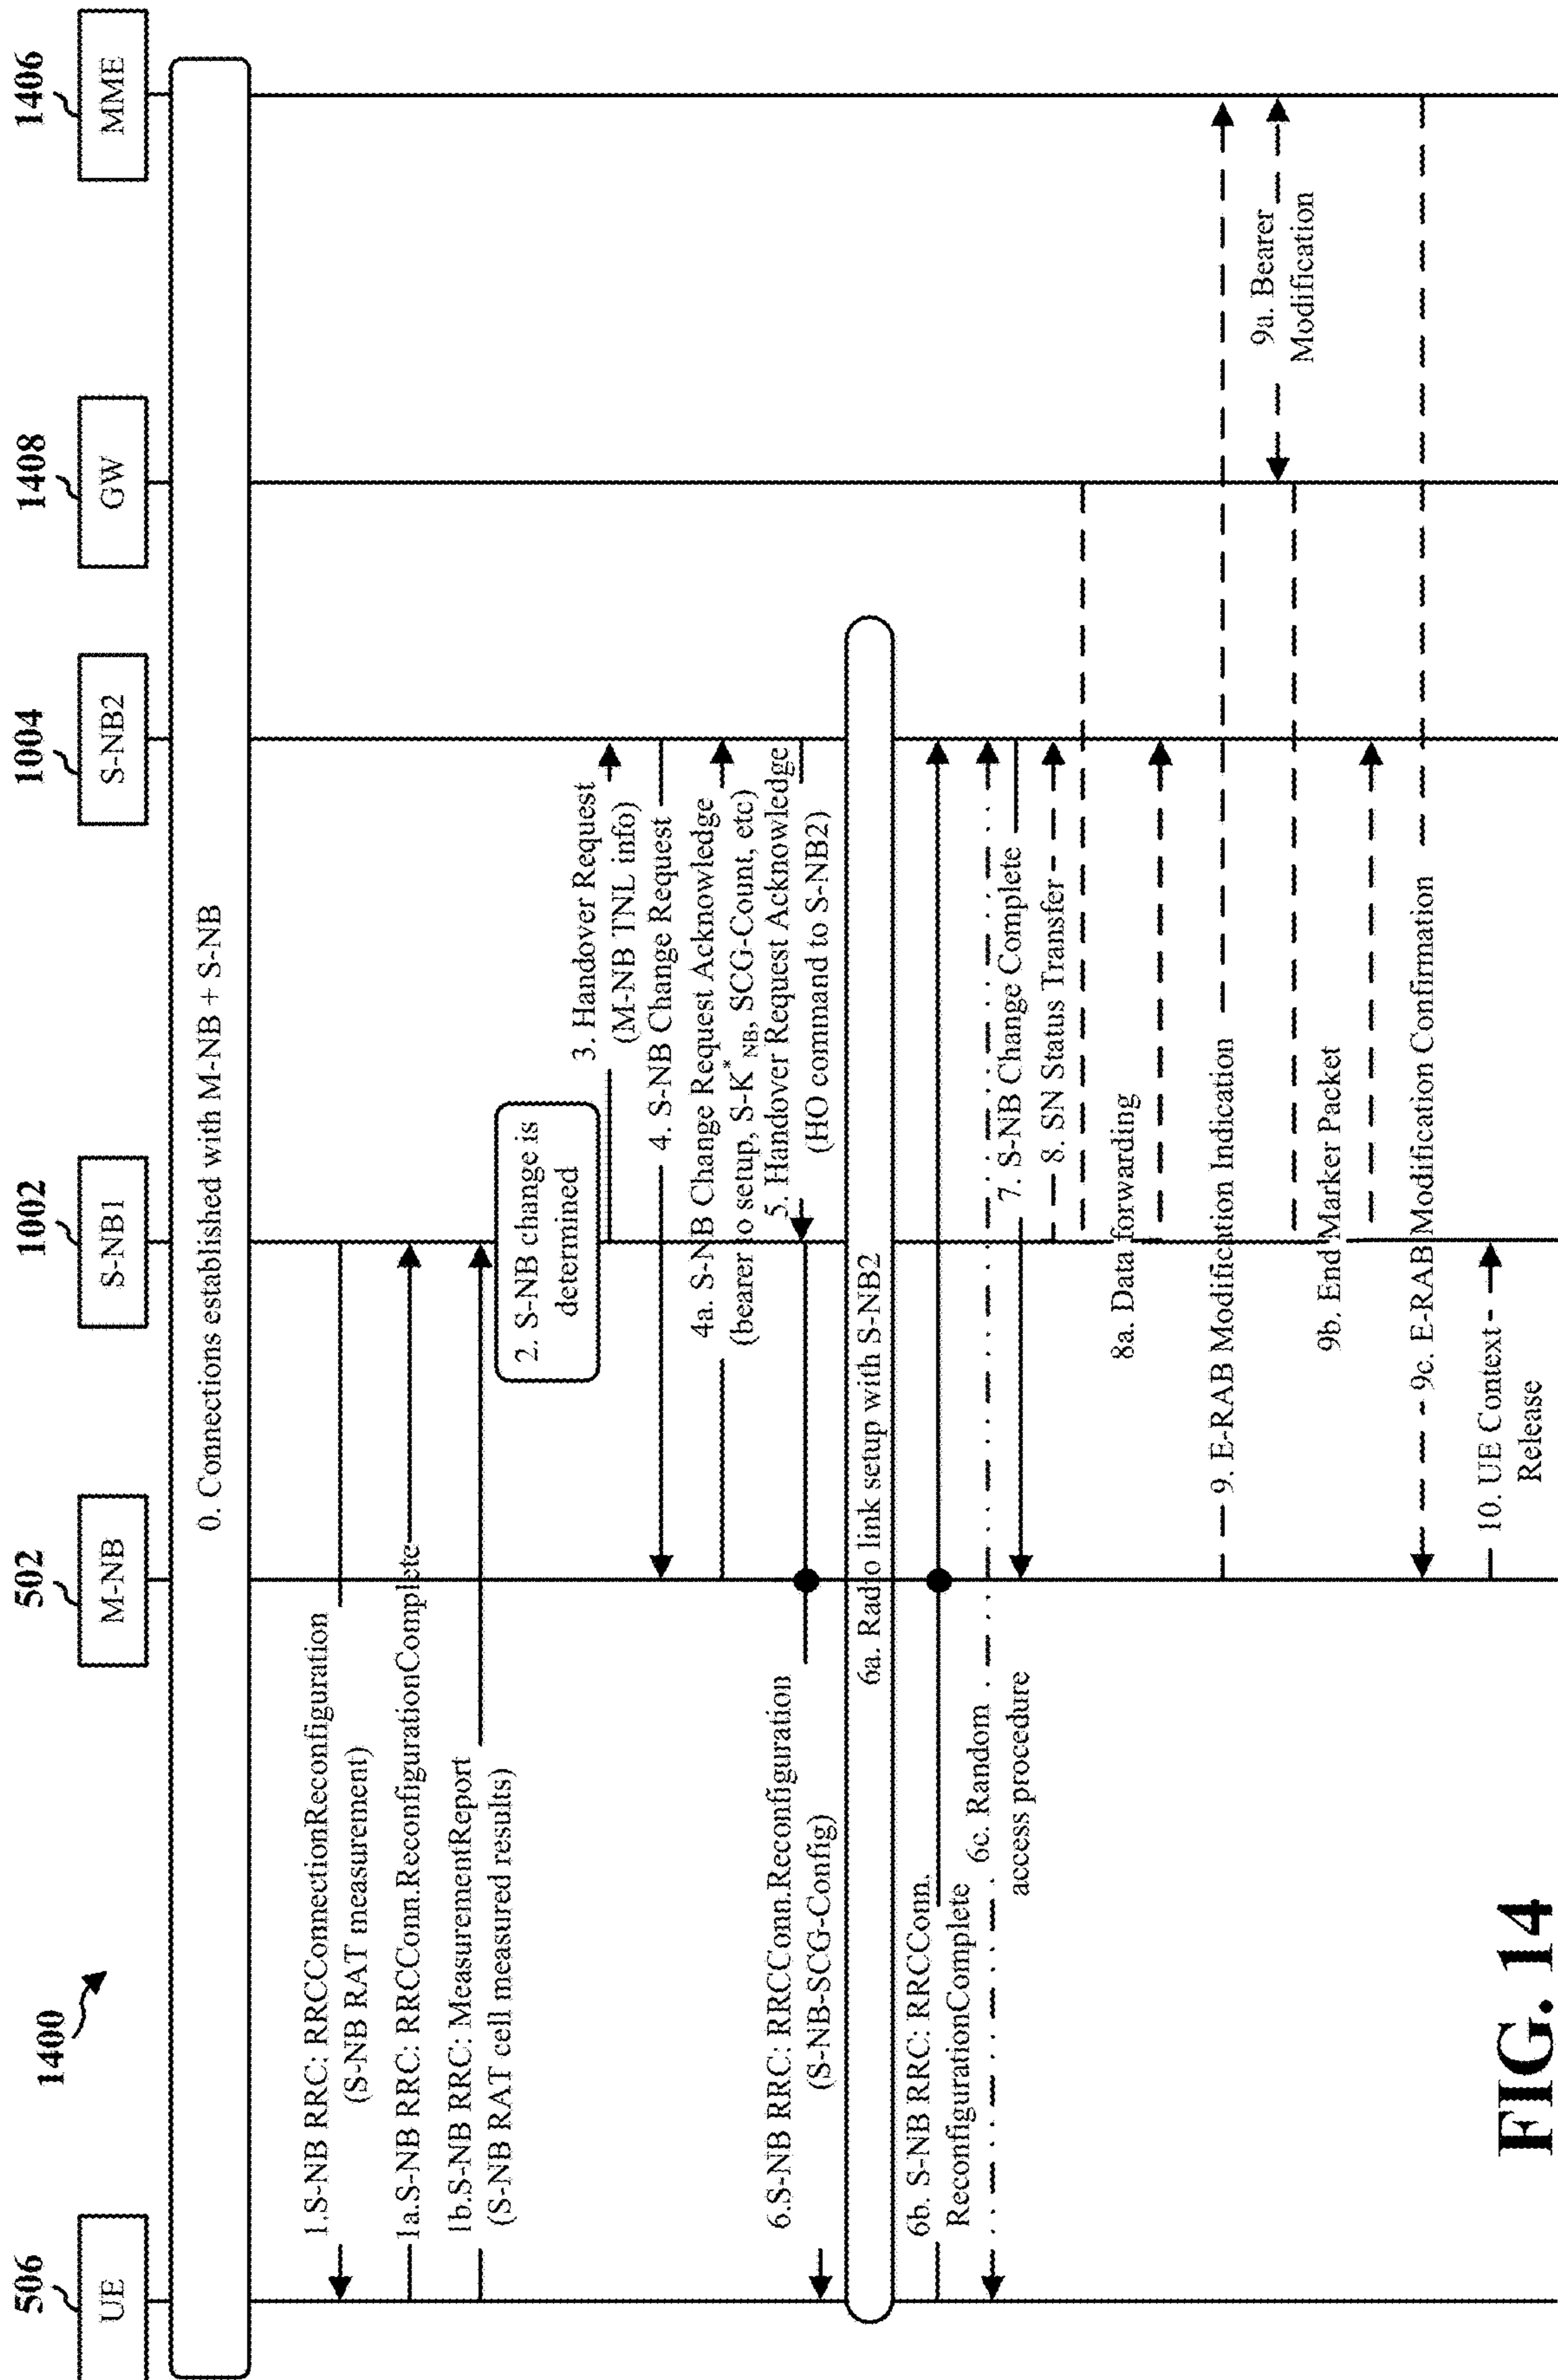 1400
506
UE
502
M-NB
1002
S-NB1
1004
S-NB2
1408
GW
1406
MME
0. Connections established with M-NB + S-NB
1.S-NB RRC: RRCConnectionReconfiguration
(S-NB RAT measurement)
1a.S-NB RRC: RRCConn.ReconfigurationComplete
1b.S-NB RRC: MeasurementReport
(S-NB RAT cell measured results)
2. S-NB change is
determined
3. Handover Request
(M-NB TNL info)
4. S-NB Change Request
4a. S-NB Change Request Acknowledge
(bearer to setup, S-K*NB, SCG-Count, etc)
5. Handover Request Acknowledge
(HO command to S-NB2)
6.S-NB RRC: RRCConn.Reconfiguration
(S-NB-SCG-Config)
6a. Radio link setup with S-NB2
6b. S-NB RRC: RRCConn.
ReconfigurationComplete
6c. Random
access procedure
7. S-NB Change Complete
8. SN Status Transfer
8a. Data forwarding
9. E-RAB Modification Indication
9a. Bearer
Modification
9b. End Marker Packet
9c. E-RAB Modification Confirmation
10. UE Context
Release
FIG. 14